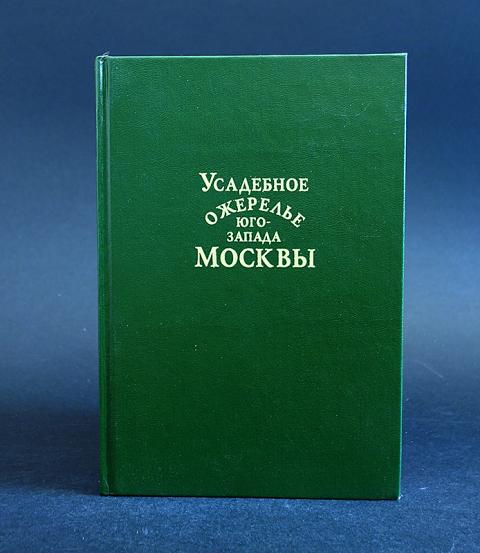 Усадебное
ожерелье
юго-
запада
Москвы